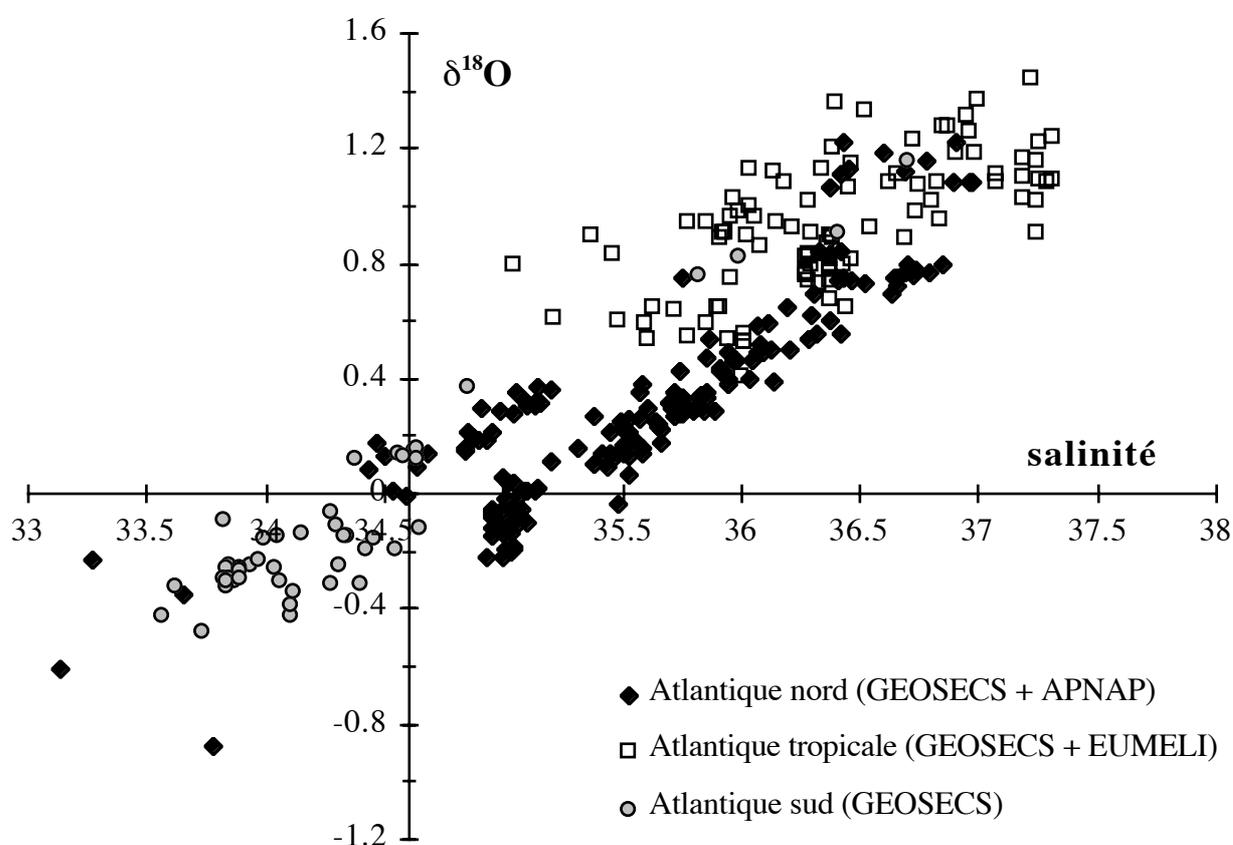 1.6
δ¹⁸O
1.2
0.8
0.4
salinité
0
33 33.5 34 34.5 35.5 36 36.5 37 37.5 38
-0.4
Atlantique nord (GEOSECS + APNAP)
-0.8
Atlantique tropicale (GEOSECS + EUMELI)
Atlantique sud (GEOSECS)
-1.2